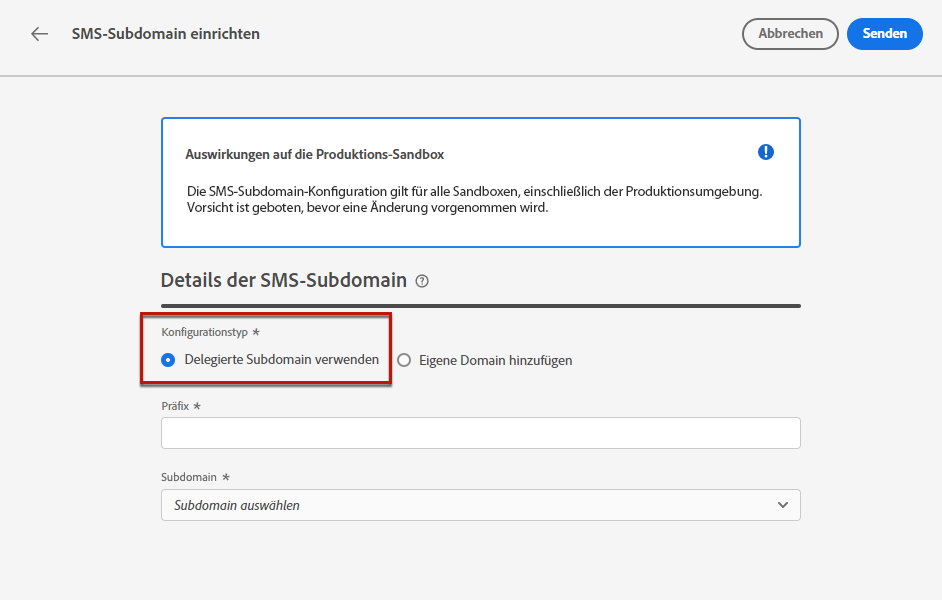 SMS-Subdomain einrichten
Abbrechen
Senden
Auswirkungen auf die Produktions-Sandbox
Die SMS-Subdomain-Konfiguration gilt für alle Sandboxen, einschließlich der Produktionsumgebung.
Vorsicht ist geboten, bevor eine Änderung vorgenommen wird.
Details der SMS-Subdomain
Konfigurationstyp *
Delegierte Subdomain verwenden
Eigene Domain hinzufügen
Präfix *
Subdomain *
Subdomain auswählen